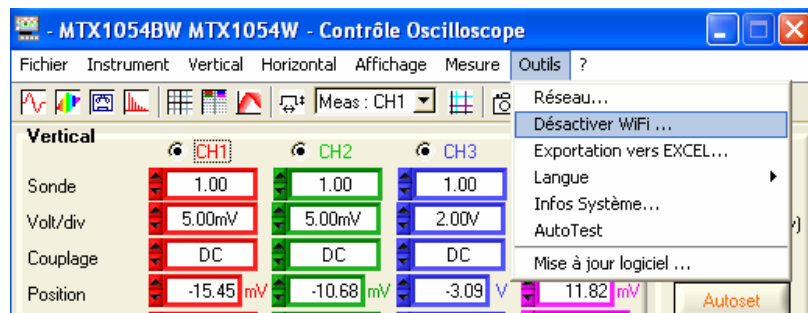 - MTX1054BW MTX1054W - Contrôle Oscilloscope
Fichier Instrument Vertical Horizontal Affichage Mesure Outils ?
Meas : CH1
Réseau...
Désactiver WiFi ...
Exportation vers EXCEL...
Langue
Infos Système...
AutoTest
Mise à jour logiciel ...
Vertical
CH1 CH2 CH3
Sonde 1.00 1.00 1.00
Volt/div 5.00mV 5.00mV 2.00V
Couplage DC DC DC
Position -15.45 mV -10.68 mV -3.09 V 11.82 mV
Autoset